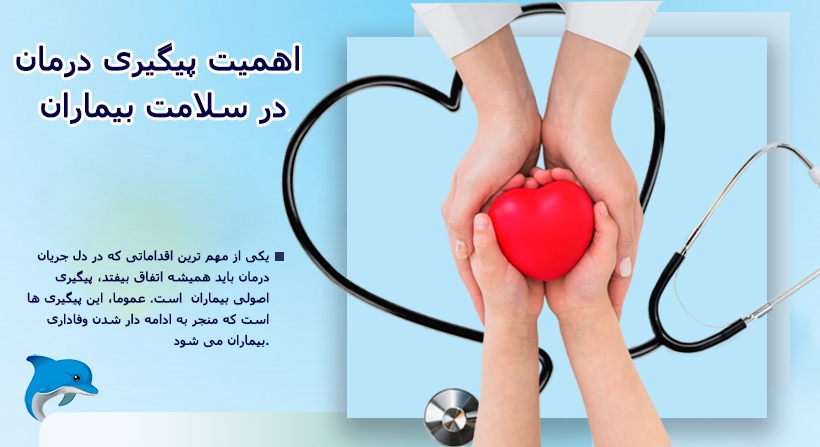 اهمیت پیگیری درمان
در سلامت بیماران
یکی از مهم ترین اقداماتی که در دل جریان
درمان باید همیشه اتفاق بیفتد، پیگیری
اصولی بیماران است. عموما، این پیگیری ها
است که منجر به ادامه دار شدن وفاداری
.بیماران می شود